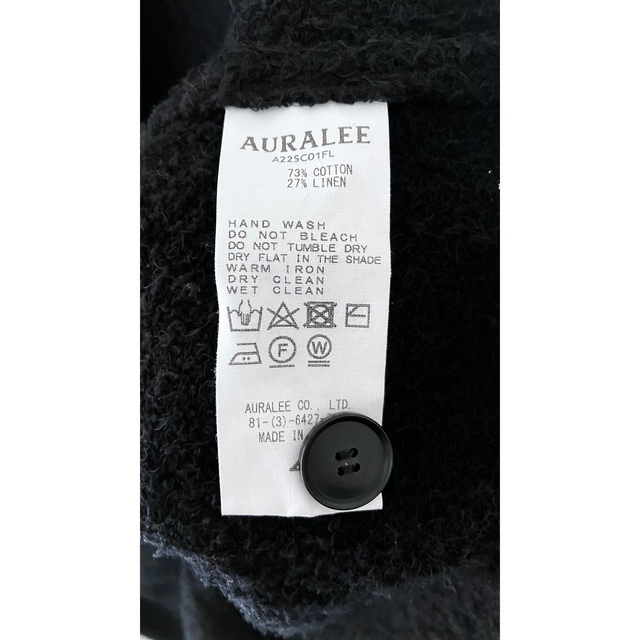 AURALEE
A22SC01FL
73% COTTON
27% LINEN
HAND WASH
DO NOT BLEACH
DO NOT TUMBLE DRY
DRY FLAT IN THE SHADE
WARM IRON
DRY CLEAN
WET CLEAN
F
W
AURALEE CO., LTD.
81-(3)-6427-
MADE IN